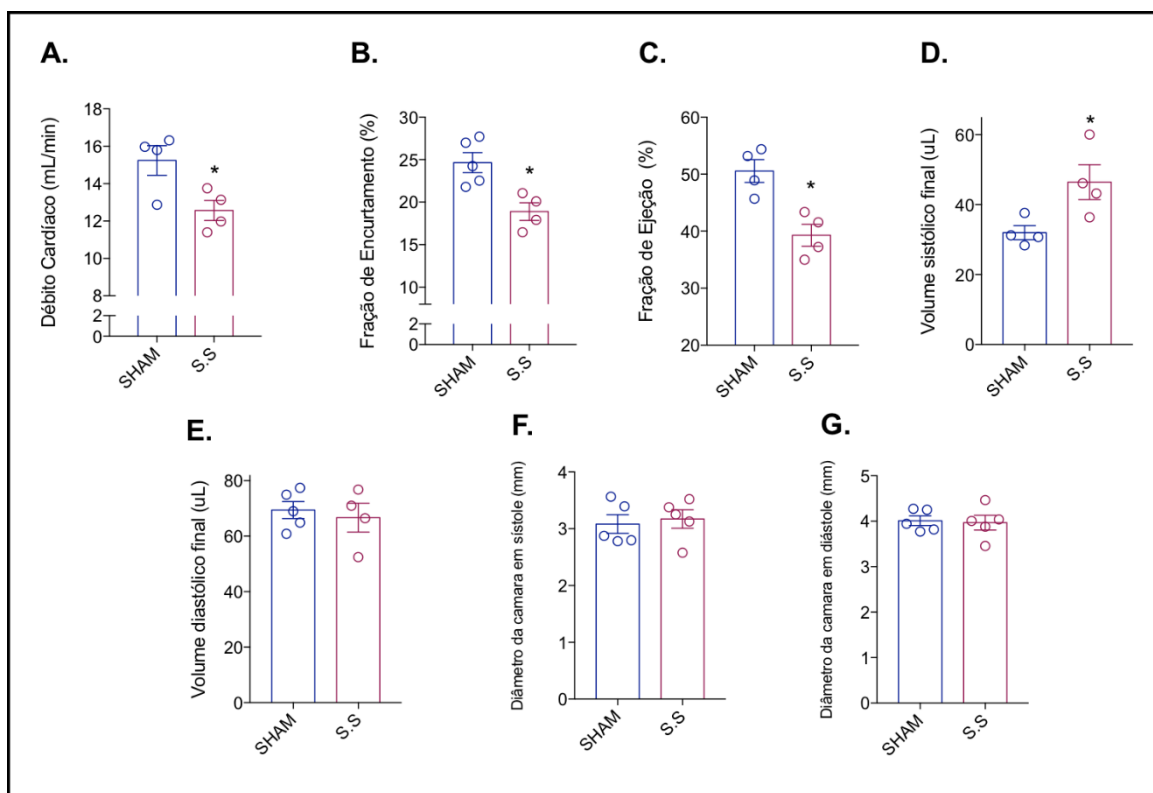 A.
Débito Cardíaco (mL/min)
18
16
14
12
10
8
2
0
*
SHAM
S.S
B.
Fração de Encurtamento (%)
30
25
20
15
10
2
0
*
SHAM
S.S
C.
Fração de Ejeção (%)
60
50
40
30
20
*
SHAM
S.S
D.
Volume sistólico final (uL)
60
40
20
0
*
SHAM
S.S
E.
Volume diastólico final (uL)
80
60
40
20
0
SHAM
S.S
F.
Diâmetro da camara em sístole (mm)
4
3
2
1
0
SHAM
S.S
G.
Diâmetro da camara em diástole (mm)
5
4
3
2
1
0
SHAM
S.S